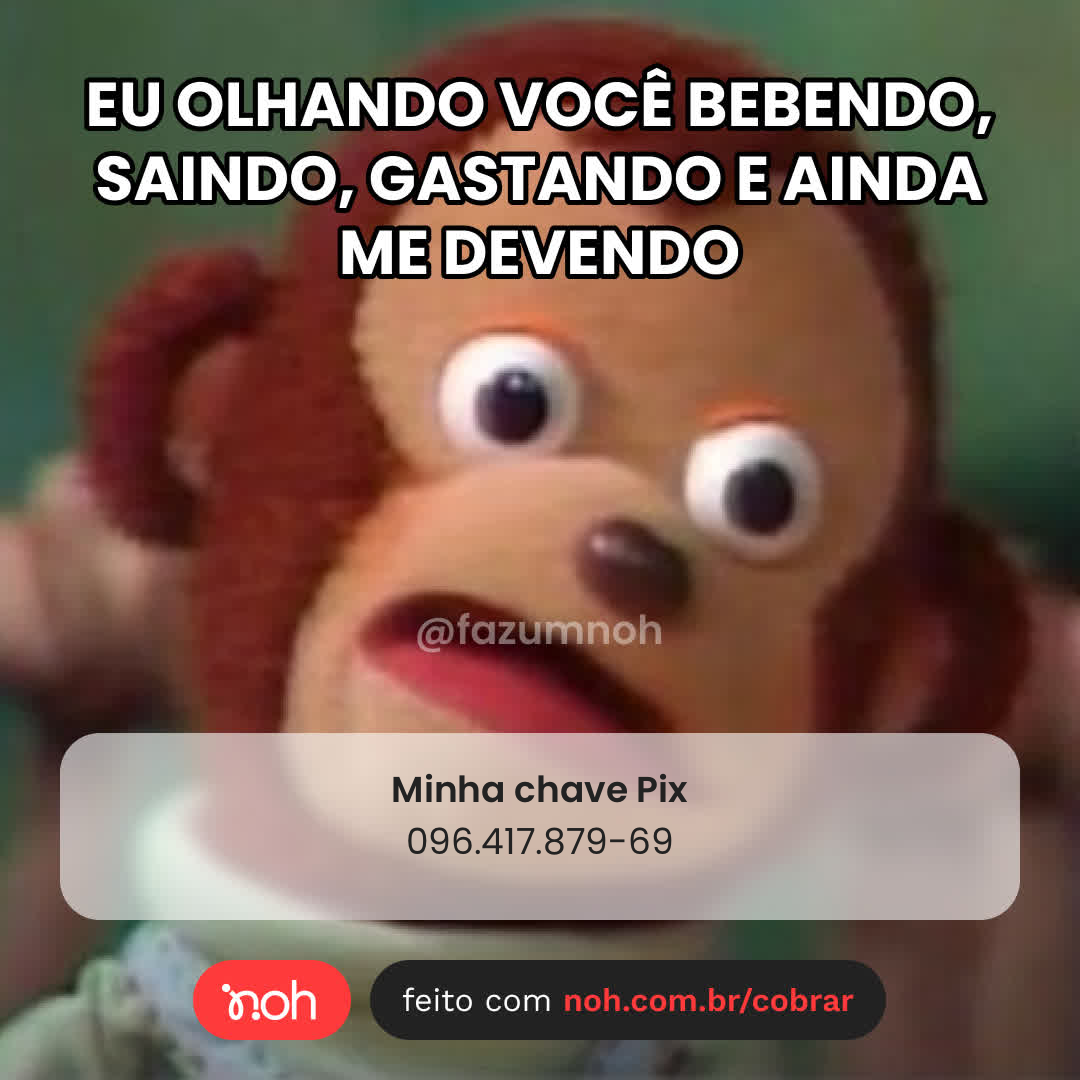 EU OLHANDO VOCÊ BEBENDO,
SAINDO, GASTANDO E AINDA
ME DEVENDO
@fazumnoh
Minha chave Pix
096.417.879-69
noh
feito com noh.com.br/cobrar